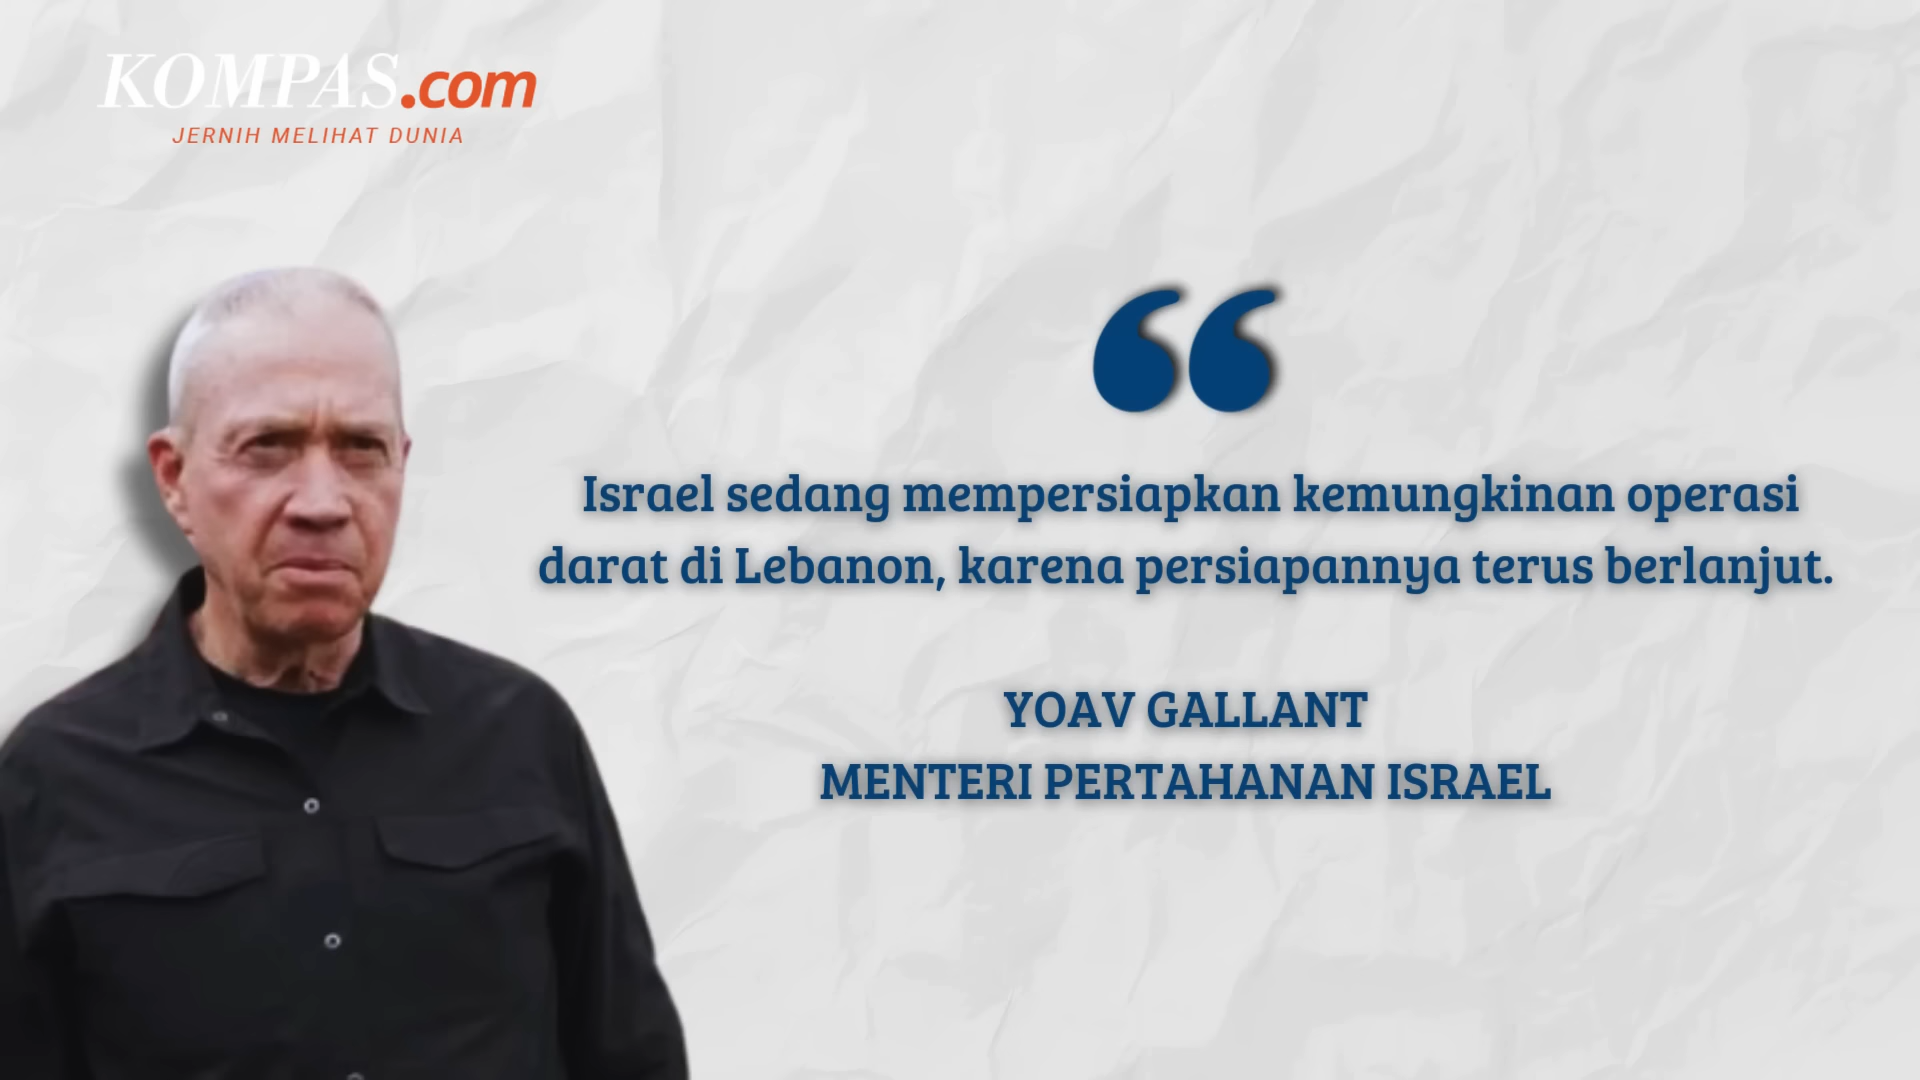 KOMPAS.com
JERNIH MELIHAT DUNIA
Israel sedang mempersiapkan kemungkinan operasi
darat di Lebanon, karena persiapannya terus berlanjut.
YOAV GALLANT
MENTERI PERTAHANAN ISRAEL